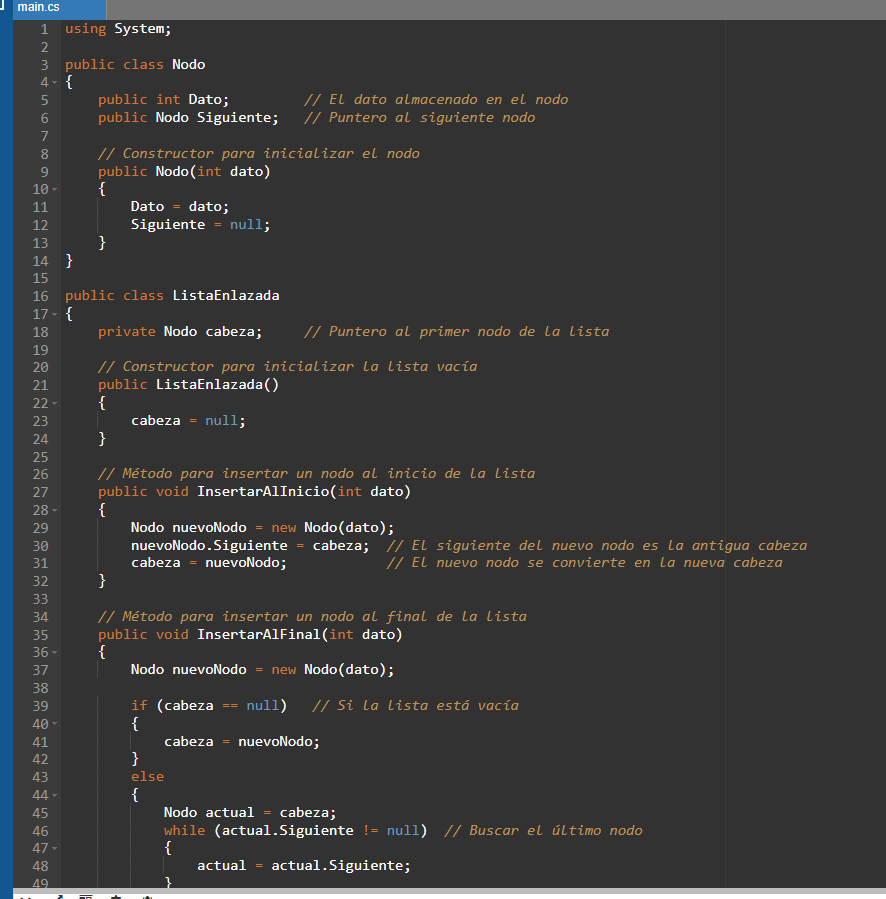 main.cs
1 using System;
2
3 public class Nodo
4 {
5 public int Dato; // El dato almacenado en el nodo
6 public Nodo Siguiente; // Puntero al siguiente nodo
7
8 // Constructor para inicializar el nodo
9 public Nodo(int dato)
10 {
11 Dato = dato;
12 Siguiente = null;
13 }
14 }
15
16 public class ListaEnlazada
17 {
18 private Nodo cabeza; // Puntero al primer nodo de la lista
19
20 // Constructor para inicializar la lista vacía
21 public ListaEnlazada()
22 {
23 cabeza = null;
24 }
25
26 // Método para insertar un nodo al inicio de la lista
27 public void InsertarAlInicio(int dato)
28 {
29 Nodo nuevoNodo = new Nodo(dato);
30 nuevoNodo.Siguiente = cabeza; // El siguiente del nuevo nodo es la antigua cabeza
31 cabeza = nuevoNodo; // El nuevo nodo se convierte en la nueva cabeza
32 }
33
34 // Método para insertar un nodo al final de la lista
35 public void InsertarAlFinal(int dato)
36 {
37 Nodo nuevoNodo = new Nodo(dato);
38
39 if (cabeza == null) // Si la lista está vacía
40 {
41 cabeza = nuevoNodo;
42 }
43 else
44 {
45 Nodo actual = cabeza;
46 while (actual.Siguiente != null) // Buscar el último nodo
47 {
48 actual = actual.Siguiente;
49 }